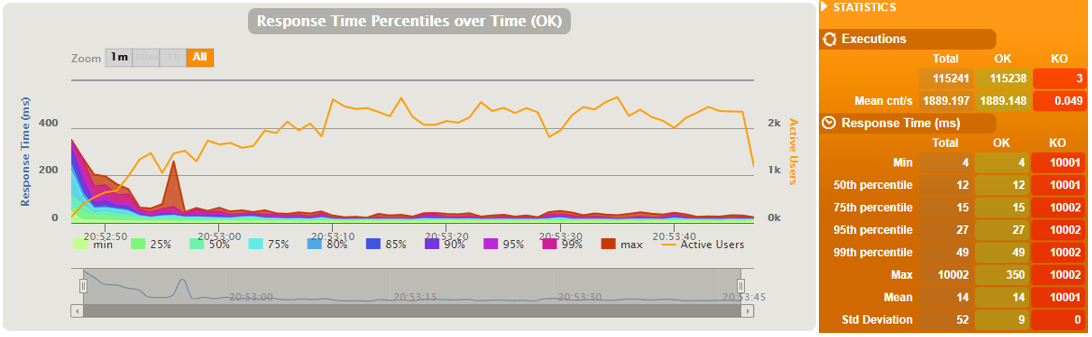 Response Time Percentiles over Time (OK)
Zoom 1m 10m 1h All
Response Time (ms)
400
200
0
2k
1k
0k
Active Users
20:52:50 20:53:00 20:53:10 20:53:20 20:53:30 20:53:40
min 25% 50% 75% 80% 85% 90% 95% 99% max Active Users
20:53:00 20:53:15 20:53:30 20:53:45
STATISTICS
Executions
Total OK KO
115241 115238 3
Mean cnt/s 1889.197 1889.148 0.049
Response Time (ms)
Total OK KO
Min 4 4 10001
50th percentile 12 12 10001
75th percentile 15 15 10002
95th percentile 27 27 10002
99th percentile 49 49 10002
Max 10002 350 10002
Mean 14 14 10001
Std Deviation 52 9 0